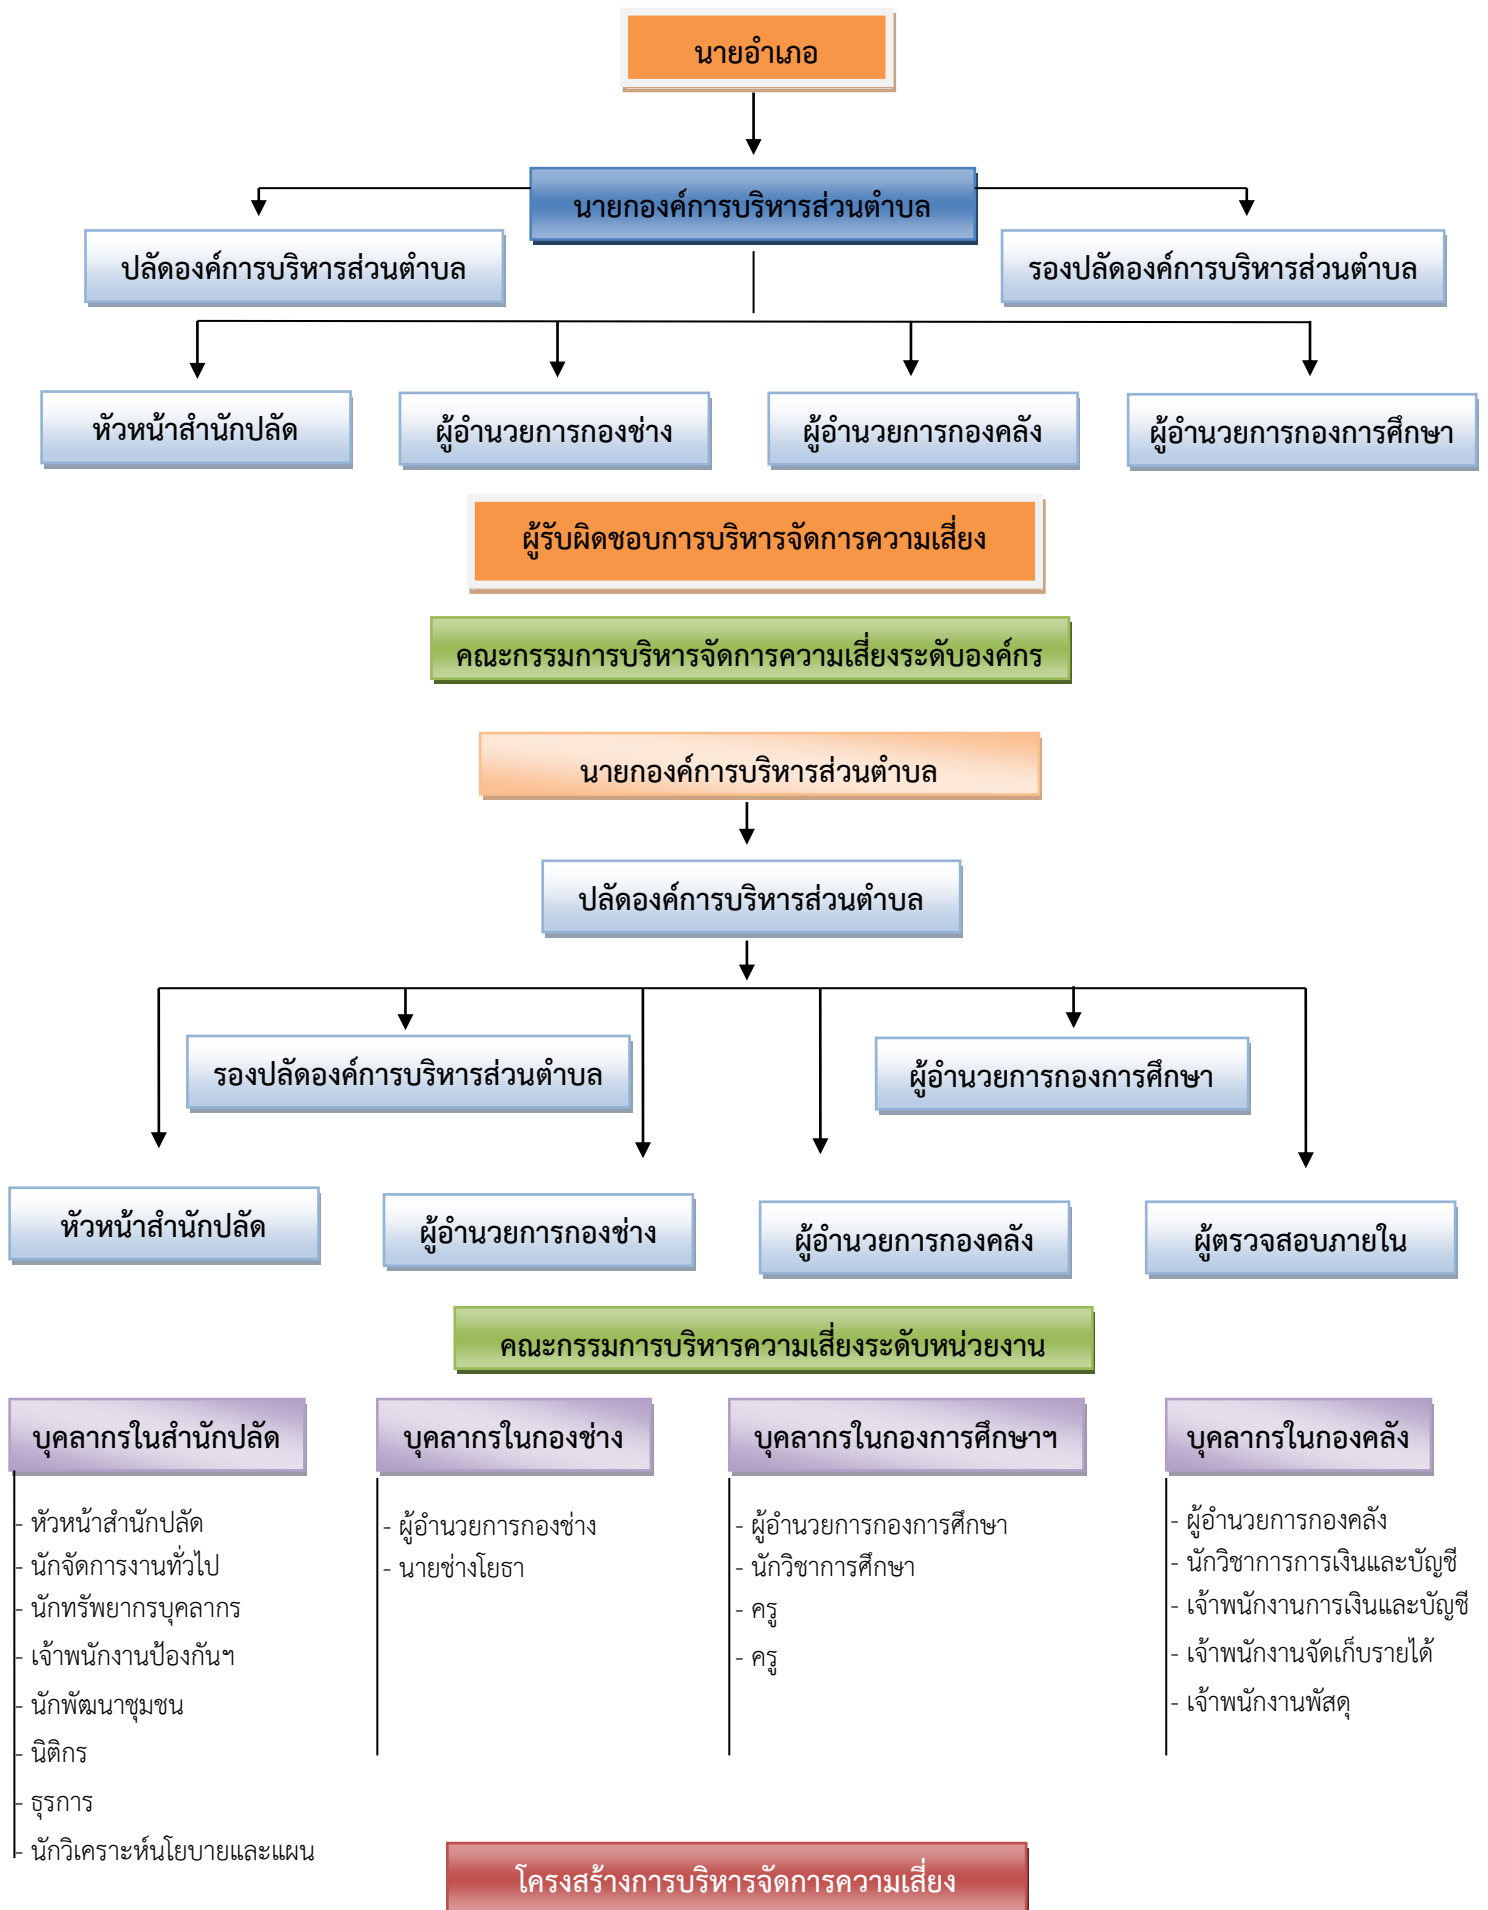 นายอำเภอ
นายกองค์การบริหารส่วนตำบล
ปลัดองค์การบริหารส่วนตำบล
รองปลัดองค์การบริหารส่วนตำบล
หัวหน้าสำนักปลัด
ผู้อำนวยการกองช่าง
ผู้อำนวยการกองคลัง
ผู้อำนวยการกองการศึกษา
ผู้รับผิดชอบการบริหารจัดการความเสี่ยง
คณะกรรมการบริหารจัดการความเสี่ยงระดับองค์กร
นายกองค์การบริหารส่วนตำบล
ปลัดองค์การบริหารส่วนตำบล
รองปลัดองค์การบริหารส่วนตำบล
ผู้อำนวยการกองการศึกษา
หัวหน้าสำนักปลัด
ผู้อำนวยการกองช่าง
ผู้อำนวยการกองคลัง
ผู้ตรวจสอบภายใน
คณะกรรมการบริหารความเสี่ยงระดับหน่วยงาน
บุคลากรในสำนักปลัด
- หัวหน้าสำนักปลัด
- นักจัดการงานทั่วไป
- นักทรัพยากรบุคลากร
- เจ้าพนักงานป้องกันฯ
- นักพัฒนาชุมชน
- นิติกร
- ธุรการ
- นักวิเคราะห์นโยบายและแผน
บุคลากรในกองช่าง
- ผู้อำนวยการกองช่าง
- นายช่างโยธา
บุคลากรในกองการศึกษาฯ
- ผู้อำนวยการกองการศึกษา
- นักวิชาการศึกษา
- ครู
- ครู
บุคลากรในกองคลัง
- ผู้อำนวยการกองคลัง
- นักวิชาการการเงินและบัญชี
- เจ้าพนักงานการเงินและบัญชี
- เจ้าพนักงานจัดเก็บรายได้
- เจ้าพนักงานพัสดุ
โครงสร้างการบริหารจัดการความเสี่ยง